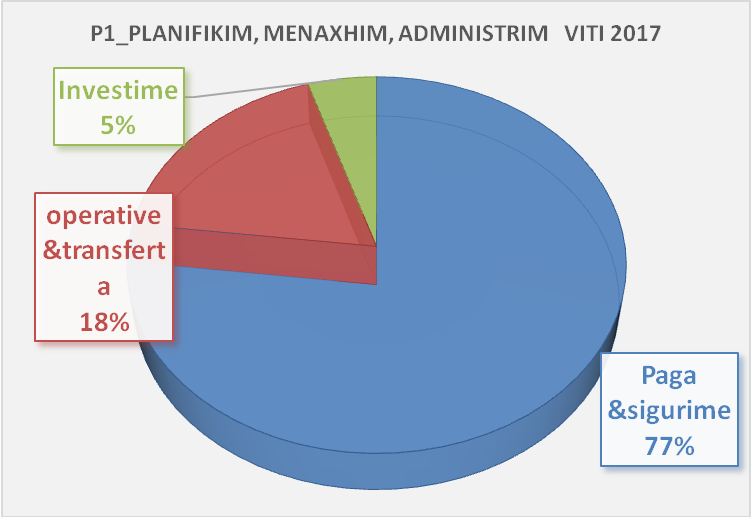 P1_PLANIFIKIM, MENAXHIM, ADMINISTRIM VITI 2017
Investime
5%
operative
&transfert
a
18%
Paga
&sigurime
77%